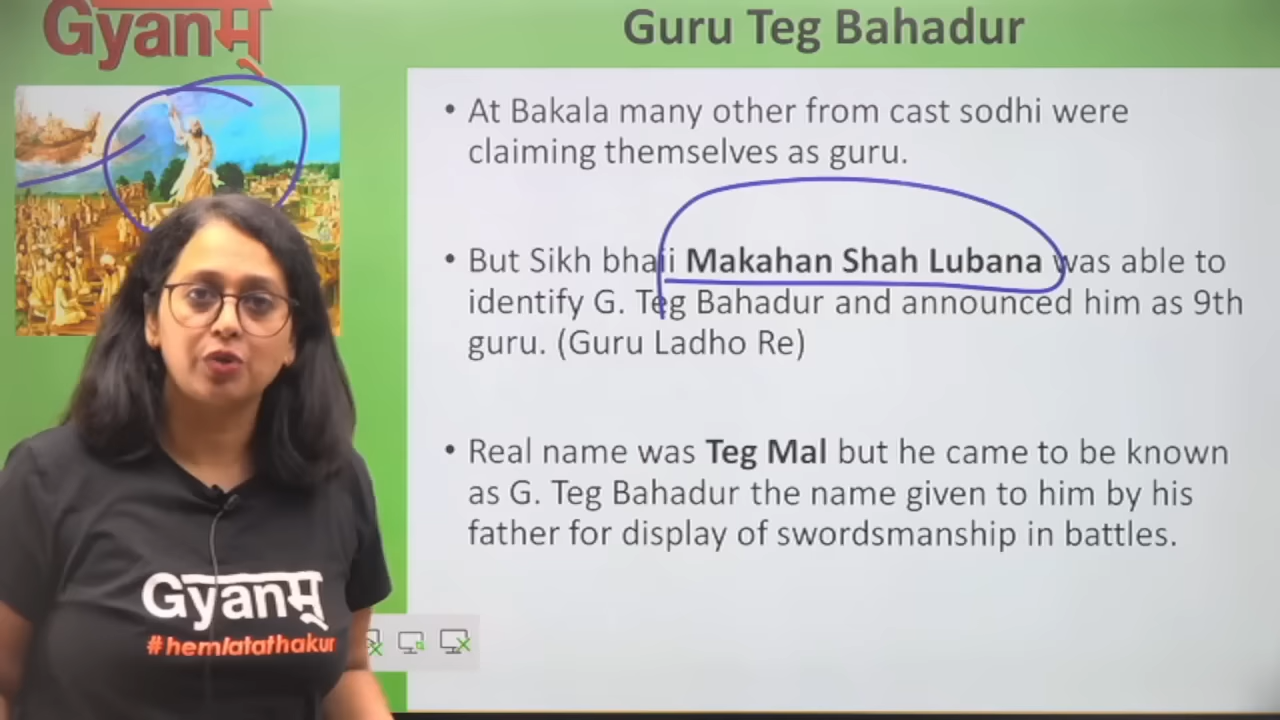 Gyanम्
Guru Teg Bahadur
• At Bakala many other from cast sodhi were
claiming themselves as guru.
• But Sikh bhaji Makahan Shah Lubana was able to
identify G. Teg Bahadur and announced him as 9th
guru. (Guru Ladho Re)
• Real name was Teg Mal but he came to be known
as G. Teg Bahadur the name given to him by his
father for display of swordsmanship in battles.
Gyanम्
#hemlatathakur